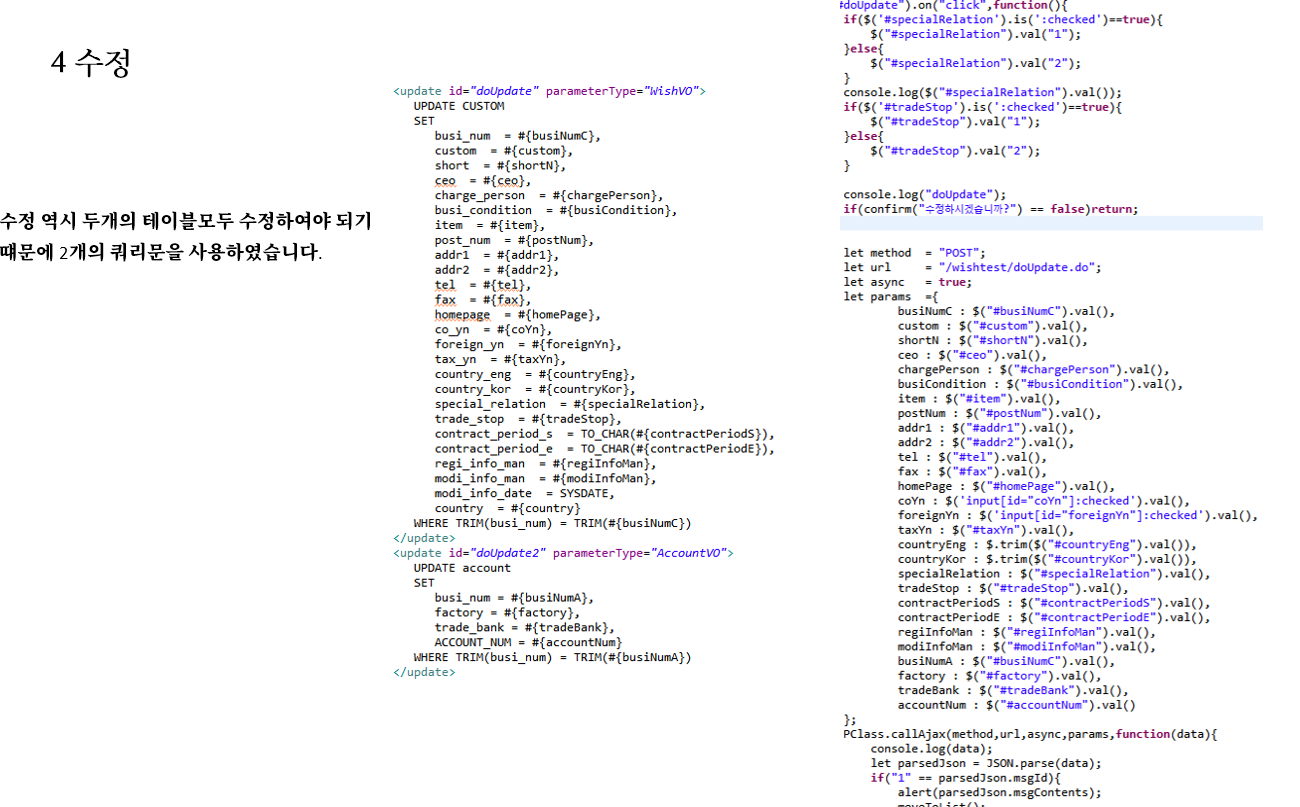 4 수정
수정 역시 두개의 테이블모두 수정하여야 되기
때문에 2개의 쿼리문을 사용하였습니다.
<update id="doUpdate" parameterType="WishVO">
UPDATE CUSTOM
SET
busi_num = #{busiNumC},
custom = #{custom},
short = #{shortN},
ceo = #{ceo},
charge_person = #{chargePerson},
busi_condition = #{busiCondition},
item = #{item},
post_num = #{postNum},
addr1 = #{addr1},
addr2 = #{addr2},
tel = #{tel},
fax = #{fax},
homepage = #{homePage},
co_yn = #{coYn},
foreign_yn = #{foreignYn},
tax_yn = #{taxYn},
country_eng = #{countryEng},
country_kor = #{countryKor},
special_relation = #{specialRelation},
trade_stop = #{tradeStop},
contract_period_s = TO_CHAR(#{contractPeriodS}),
contract_period_e = TO_CHAR(#{contractPeriodE}),
regi_info_man = #{regiInfoMan},
modi_info_man = #{modiInfoMan},
modi_info_date = SYSDATE,
country = #{country}
WHERE TRIM(busi_num) = TRIM(#{busiNumC})
</update>
<update id="doUpdate2" parameterType="AccountVO">
UPDATE account
SET
busi_num = #{busiNumA},
factory = #{factory},
trade_bank = #{tradeBank},
ACCOUNT_NUM = #{accountNum}
WHERE TRIM(busi_num) = TRIM(#{busiNumA})
</update>
#doUpdate").on("click",function(){
if($('#specialRelation').is(':checked')==true){
$("#specialRelation").val("1");
}else{
$("#specialRelation").val("2");
}
console.log($("#specialRelation").val());
if($('#tradeStop').is(':checked')==true){
$("#tradeStop").val("1");
}else{
$("#tradeStop").val("2");
}
console.log("doUpdate");
if(confirm("수정하시겠습니까?") == false)return;
let method = "POST";
let url = "/wishtest/doUpdate.do";
let async = true;
let params ={
busiNumC : $("#busiNumC").val(),
custom : $("#custom").val(),
shortN : $("#shortN").val(),
ceo : $("#ceo").val(),
chargePerson : $("#chargePerson").val(),
busiCondition : $("#busiCondition").val(),
item : $("#item").val(),
postNum : $("#postNum").val(),
addr1 : $("#addr1").val(),
addr2 : $("#addr2").val(),
tel : $("#tel").val(),
fax : $("#fax").val(),
homePage : $("#homePage").val(),
coYn : $('input[id="coYn"]:checked').val(),
foreignYn : $('input[id="foreignYn"]:checked').val(),
taxYn : $("#taxYn").val(),
countryEng : $.trim($("#countryEng").val()),
countryKor : $.trim($("#countryKor").val()),
specialRelation : $("#specialRelation").val(),
tradeStop : $("#tradeStop").val(),
contractPeriodS : $("#contractPeriodS").val(),
contractPeriodE : $("#contractPeriodE").val(),
regiInfoMan : $("#regiInfoMan").val(),
modiInfoMan : $("#modiInfoMan").val(),
busiNumA : $("#busiNumC").val(),
factory : $("#factory").val(),
tradeBank : $("#tradeBank").val(),
accountNum : $("#accountNum").val()
};
PClass.callAjax(method,url,async,params,function(data){
console.log(data);
let parsedJson = JSON.parse(data);
if("1" == parsedJson.msgId){
alert(parsedJson.msgContents);
moveToList();